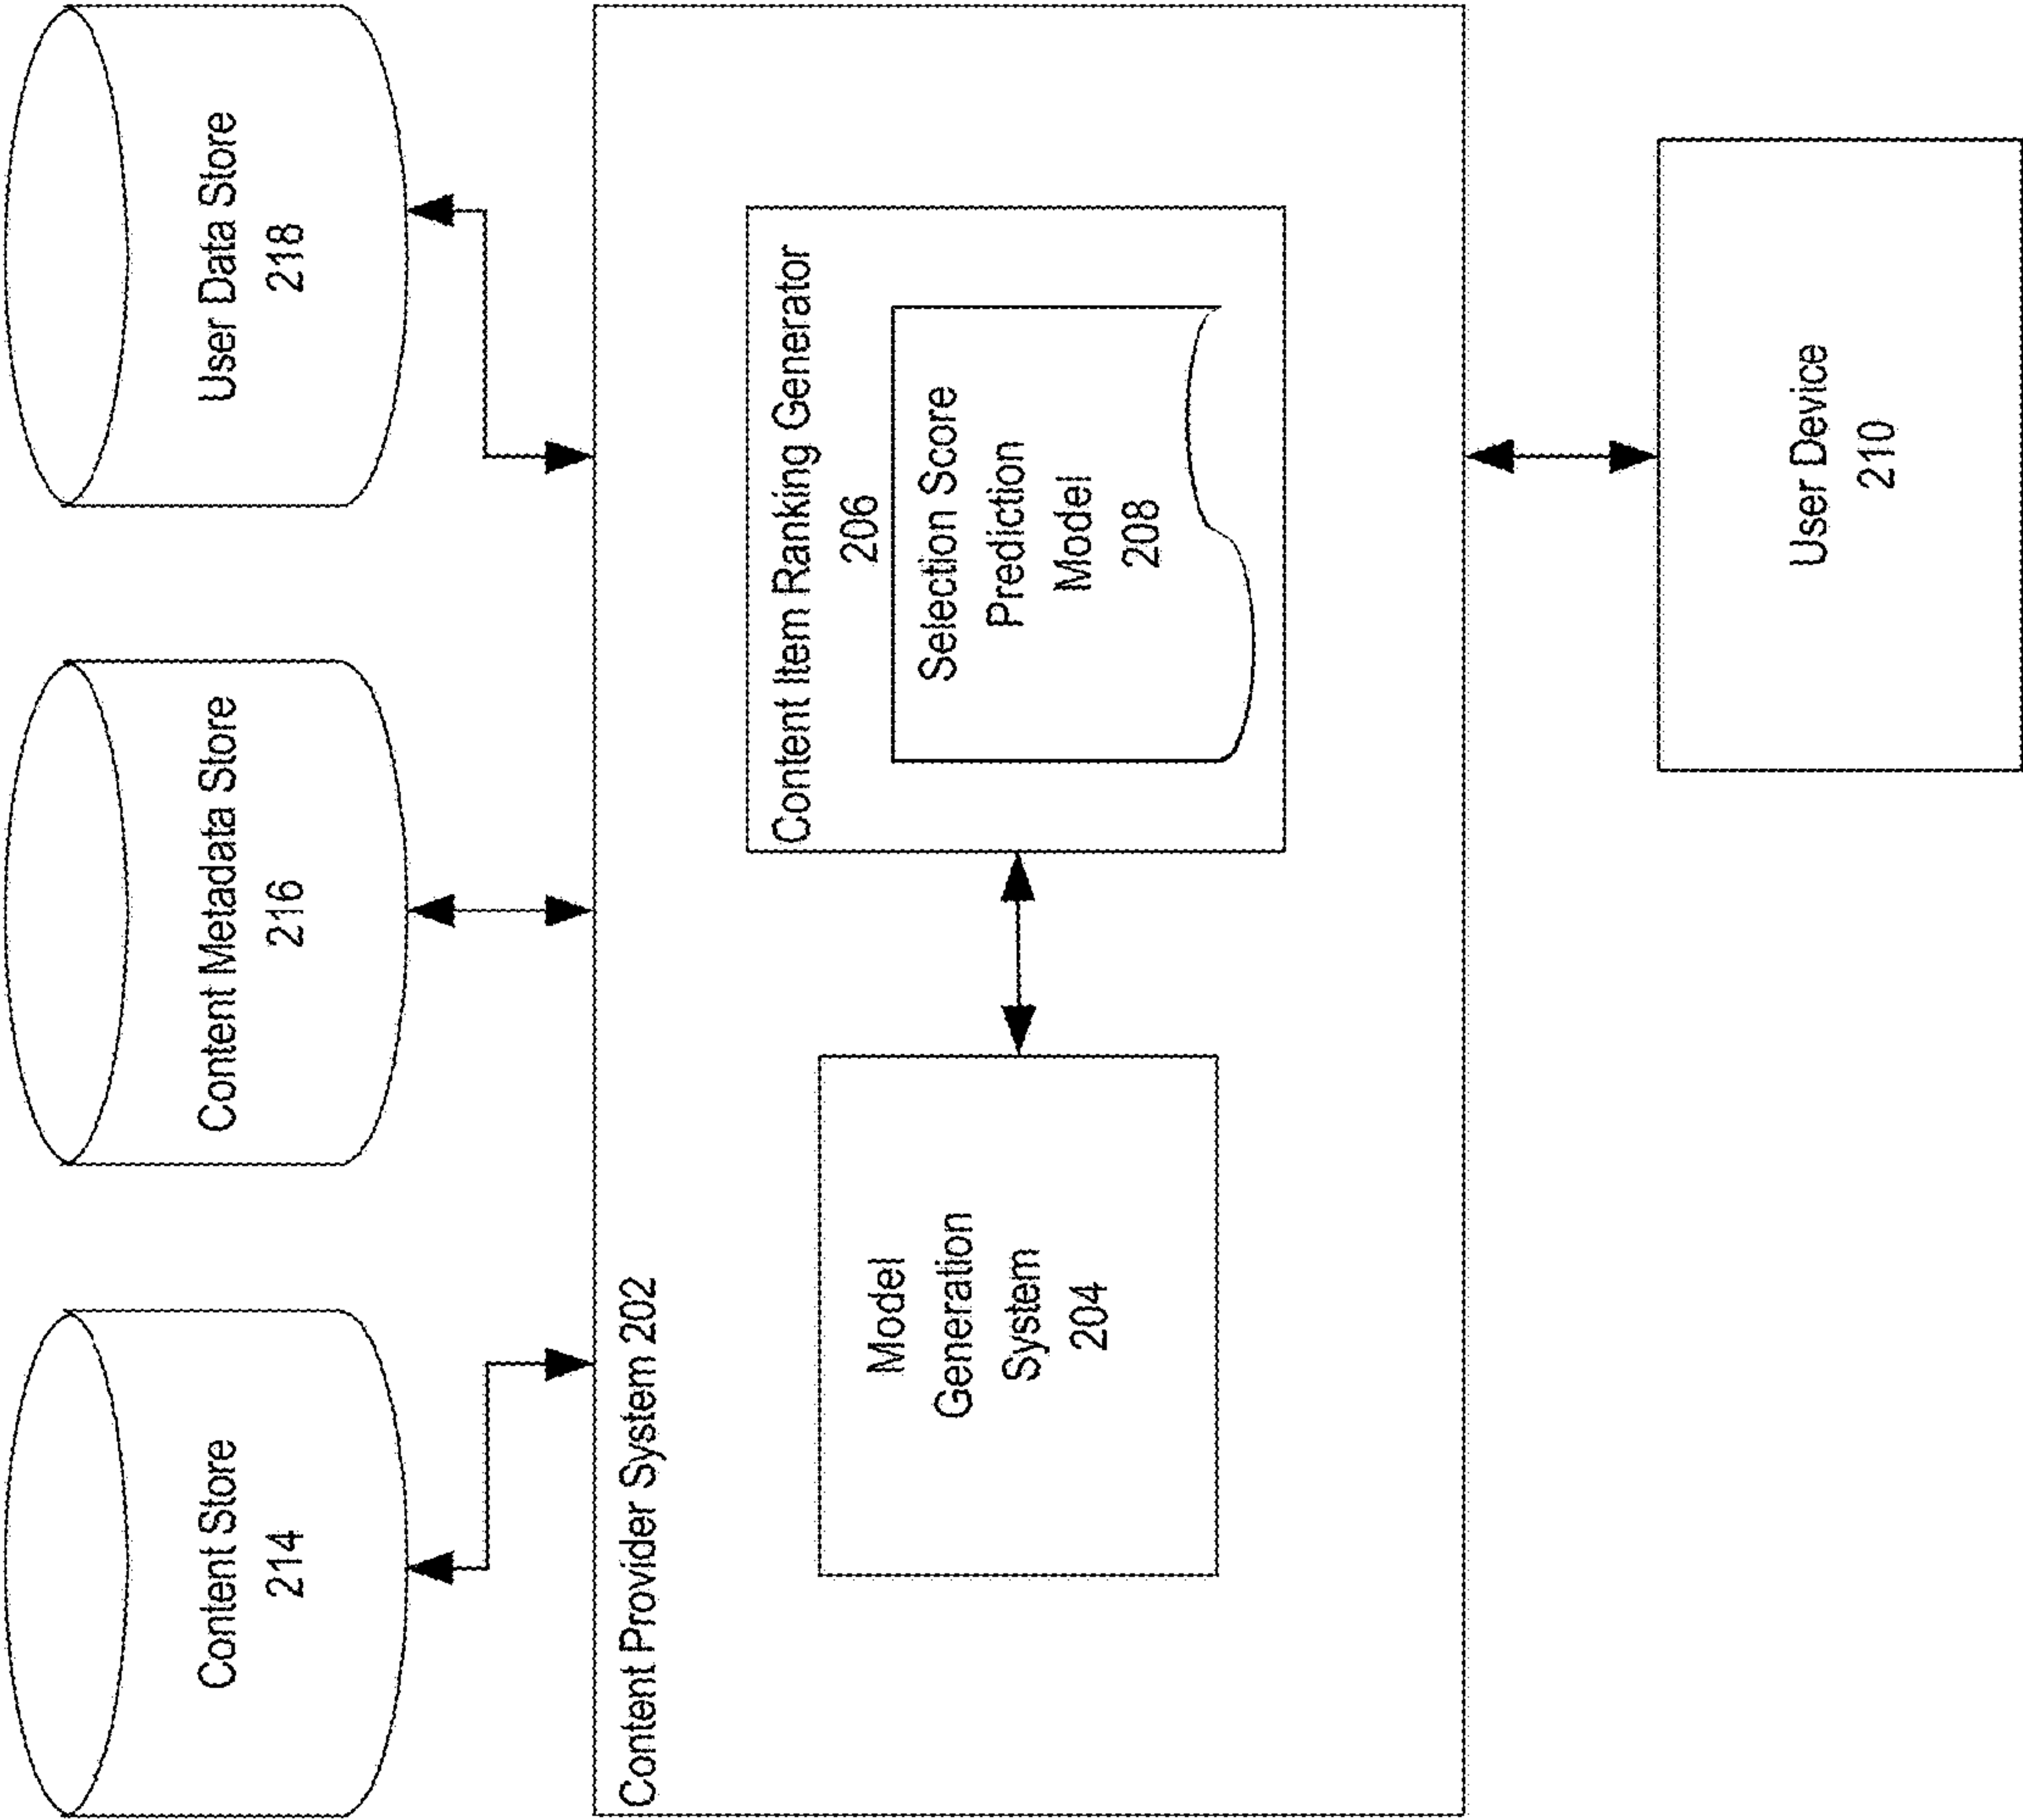 Content Store
214
Content Metadata Store
216
User Data Store
218
Content Provider System 202
Model
Generation
System
204
Content Item Ranking Generator
206
Selection Score
Prediction
Model
208
User Device
210